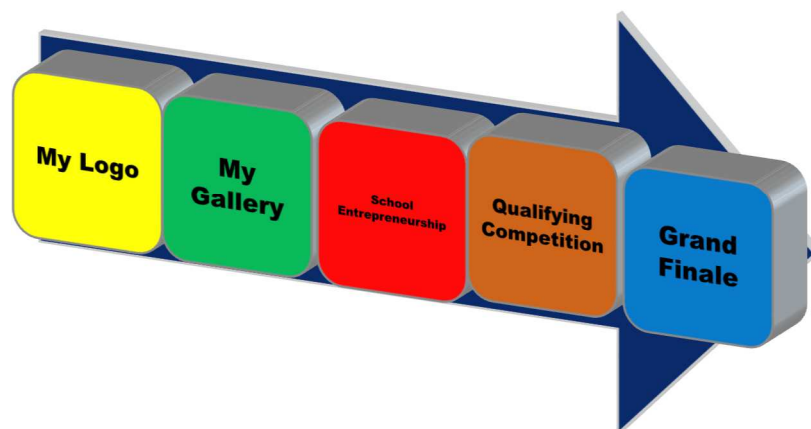 My Logo
My
Gallery
School
Entrepreneurship
Qualifying
Competition
Grand
Finale